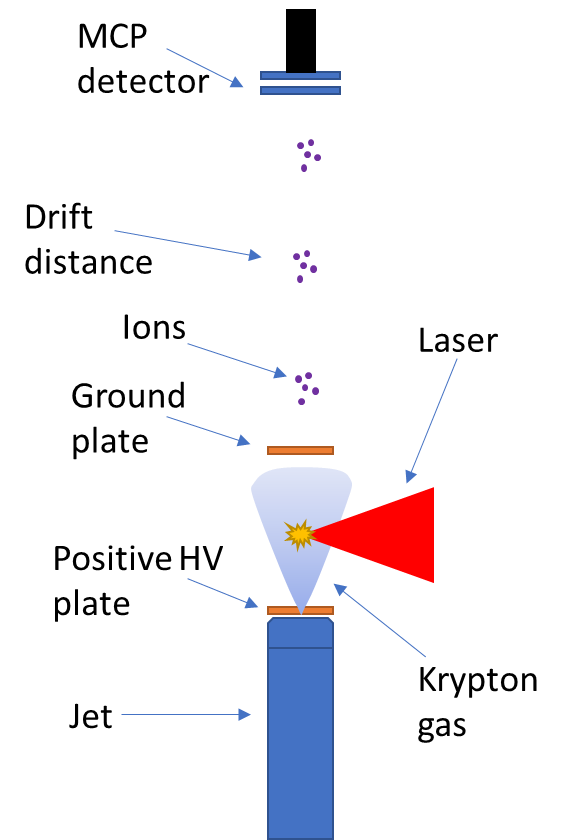 MCP
detector
Drift
distance
Ions
Laser
Ground
plate
Positive HV
plate
Krypton
gas
Jet